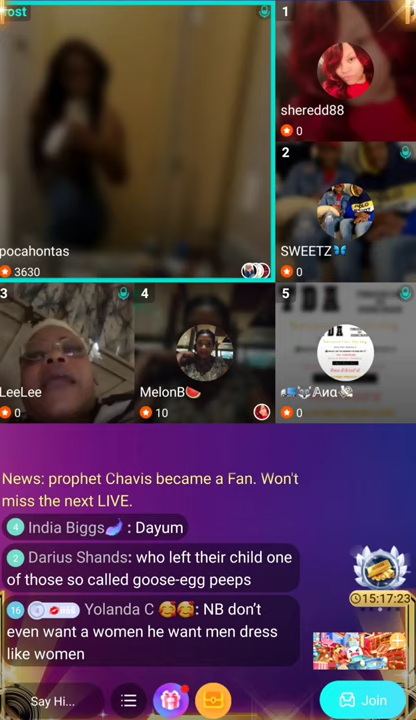 Host
1
sheredd88
0
2
SWEETZ🦋
0
pocahontas
3630
3
LeeLee
0
4
MelonB🍉
10
5
Ana
0
News: prophet Chavis became a Fan. Won't
miss the next LIVE.
4 India Biggs : Dayum
2 Darius Shands: who left their child one
of those so called goose-egg peeps
16 Yolanda C 🥰🥰: NB don't
even want a women he want men dress
like women
15:17:23
Say Hi...
Join